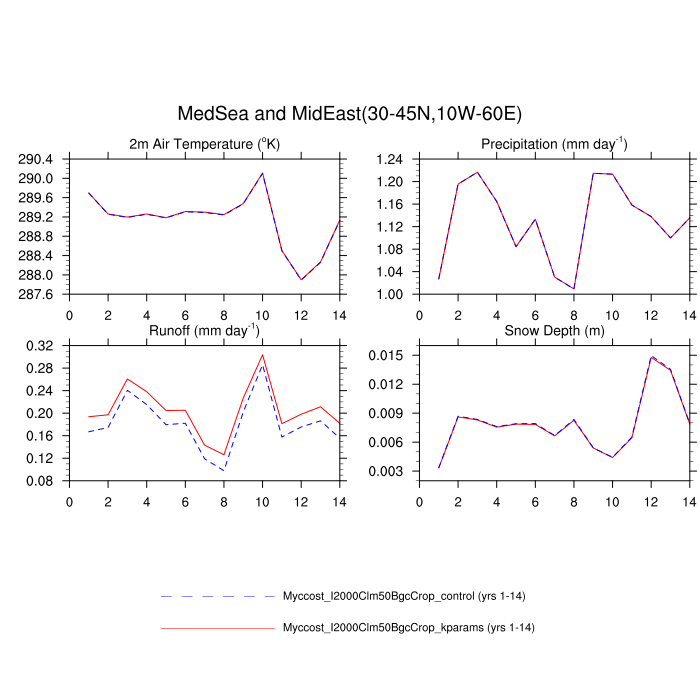 MedSea and MidEast(30-45N,10W-60E)
2m Air Temperature (°K)
290.4
290.0
289.6
289.2
288.8
288.4
288.0
287.6
0 2 4 6 8 10 12 14
Precipitation (mm day⁻¹)
1.24
1.20
1.16
1.12
1.08
1.04
1.00
0 2 4 6 8 10 12 14
Runoff (mm day⁻¹)
0.32
0.28
0.24
0.20
0.16
0.12
0.08
0 2 4 6 8 10 12 14
Snow Depth (m)
0.015
0.012
0.009
0.006
0.003
0 2 4 6 8 10 12 14
Myccost_I2000Clm50BgcCrop_control (yrs 1-14)
Myccost_I2000Clm50BgcCrop_kparams (yrs 1-14)